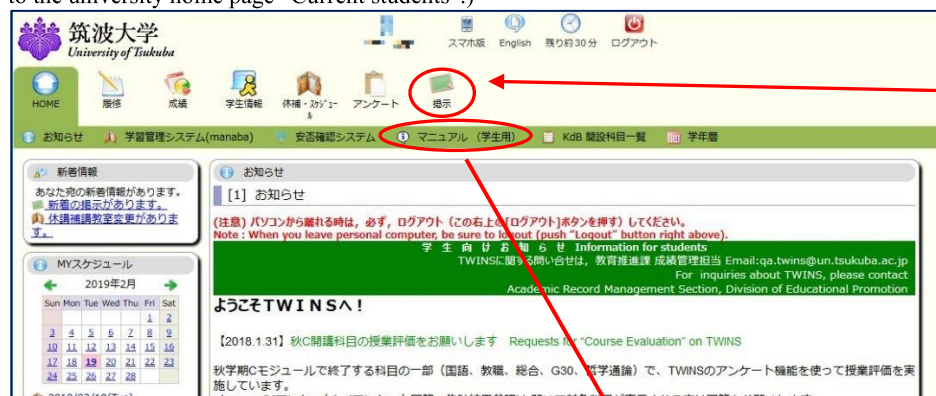 to the university home page "Current students".)
筑波大学
University of Tsukuba
スマホ版 English 残り約30分 ログアウト
HOME 履修 成績 学生情報 休補・スケジュール アンケート 掲示
お知らせ 学習管理システム(manaba) 安否確認システム マニュアル (学生用) KdB 開設科目一覧 学年暦
新着情報
あなた宛の新着情報があります。
新着の掲示があります。
休講補講教室変更があります。
MYスケジュール
2019年2月
Sun Mon Tue Wed Thu Fri Sat
1 2
3 4 5 6 7 8 9
10 11 12 13 14 15 16
17 18 19 20 21 22 23
24 25 26 27 28
お知らせ
[1] お知らせ
(注意) パソコンから離れる時は，必ず，ログアウト（この右上の[ログアウト]ボタンを押す）してください。
Note : When you leave personal computer, be sure to logout (push "Logout" button right above).
学 生 向 け お 知 ら せ Information for students
TWINSに関する問い合せは，教育推進課 成績管理担当 Email:qa.twins@un.tsukuba.ac.jp
For inquiries about TWINS, please contact
Academic Record Management Section, Division of Educational Promotion
ようこそTWINSへ！
【2018.1.31】秋C開講科目の授業評価をお願いします Requests for "Course Evaluation" on TWINS
秋学期Cモジュールで終了する科目の一部（国語、教職、総合、G30、哲学通論）で、TWINSのアンケート機能を使って授業評価を実
施しています。